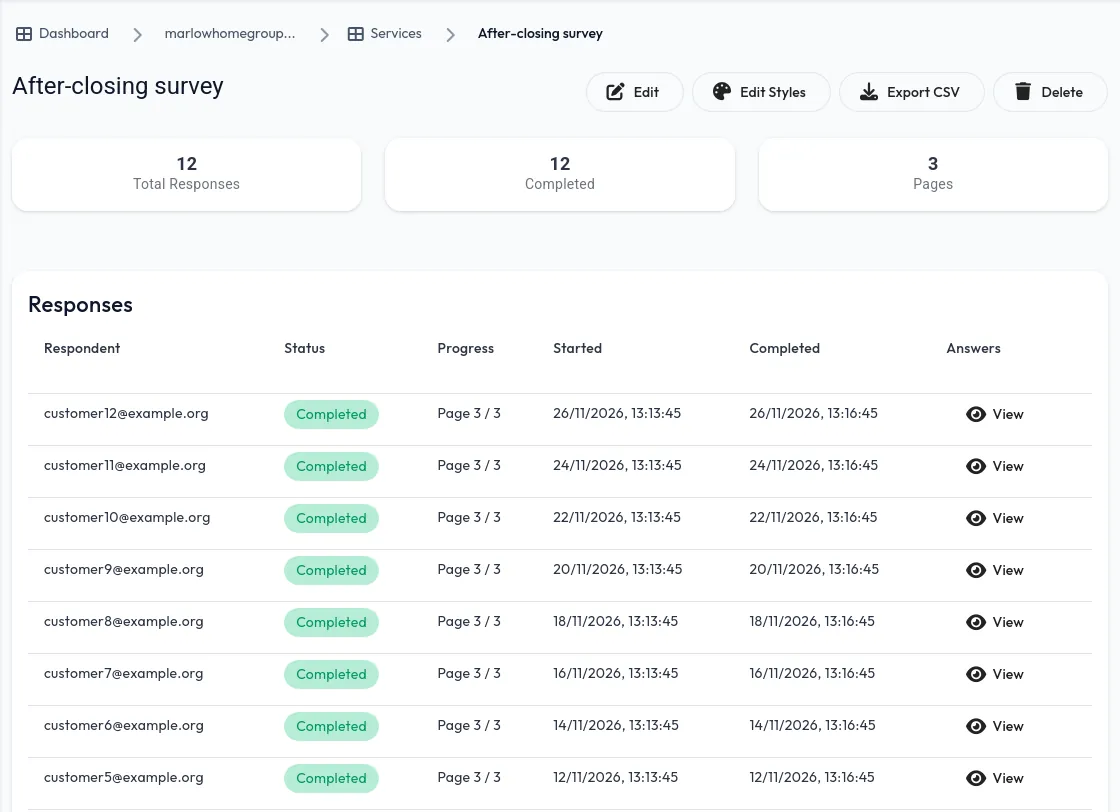 Dashboard marlowhomegroup... Services After-closing survey
After-closing survey
Edit Edit Styles Export CSV Delete
12 12 3
Total Responses Completed Pages
Responses
Respondent Status Progress Started Completed Answers
customer12@example.org Completed Page 3 / 3 26/11/2026, 13:13:45 26/11/2026, 13:16:45 View
customer11@example.org Completed Page 3 / 3 24/11/2026, 13:13:45 24/11/2026, 13:16:45 View
customer10@example.org Completed Page 3 / 3 22/11/2026, 13:13:45 22/11/2026, 13:16:45 View
customer9@example.org Completed Page 3 / 3 20/11/2026, 13:13:45 20/11/2026, 13:16:45 View
customer8@example.org Completed Page 3 / 3 18/11/2026, 13:13:45 18/11/2026, 13:16:45 View
customer7@example.org Completed Page 3 / 3 16/11/2026, 13:13:45 16/11/2026, 13:16:45 View
customer6@example.org Completed Page 3 / 3 14/11/2026, 13:13:45 14/11/2026, 13:16:45 View
customer5@example.org Completed Page 3 / 3 12/11/2026, 13:13:45 12/11/2026, 13:16:45 View